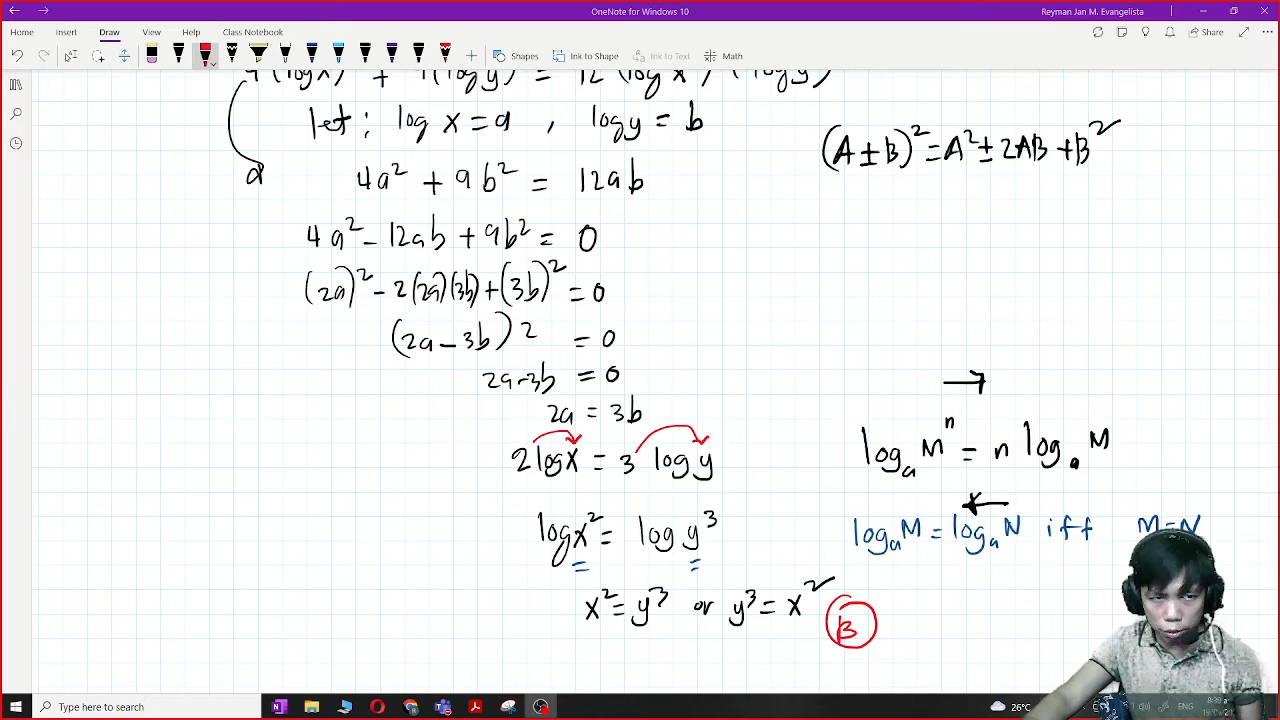 OneNote for Windows 10
Reyman Jan M. Evangelista
Home Insert Draw View Help Class Notebook
Share
Shapes Ink to Shape Ink to Text Math
let: log x = a , log y = b
(A ± B)² = A² ± 2AB + B²
4a² + 9b² = 12ab
4a² - 12ab + 9b² = 0
(2a)² - 2(2a)(3b) + (3b)² = 0
(2a - 3b)² = 0
2a - 3b = 0
2a = 3b
2 log x = 3 log y
logₐ Mⁿ = n logₐ M
log x² = log y³
logₐ M = logₐ N iff M = N
x² = y³ or y³ = x²
B
Type here to search
26°C
ENG